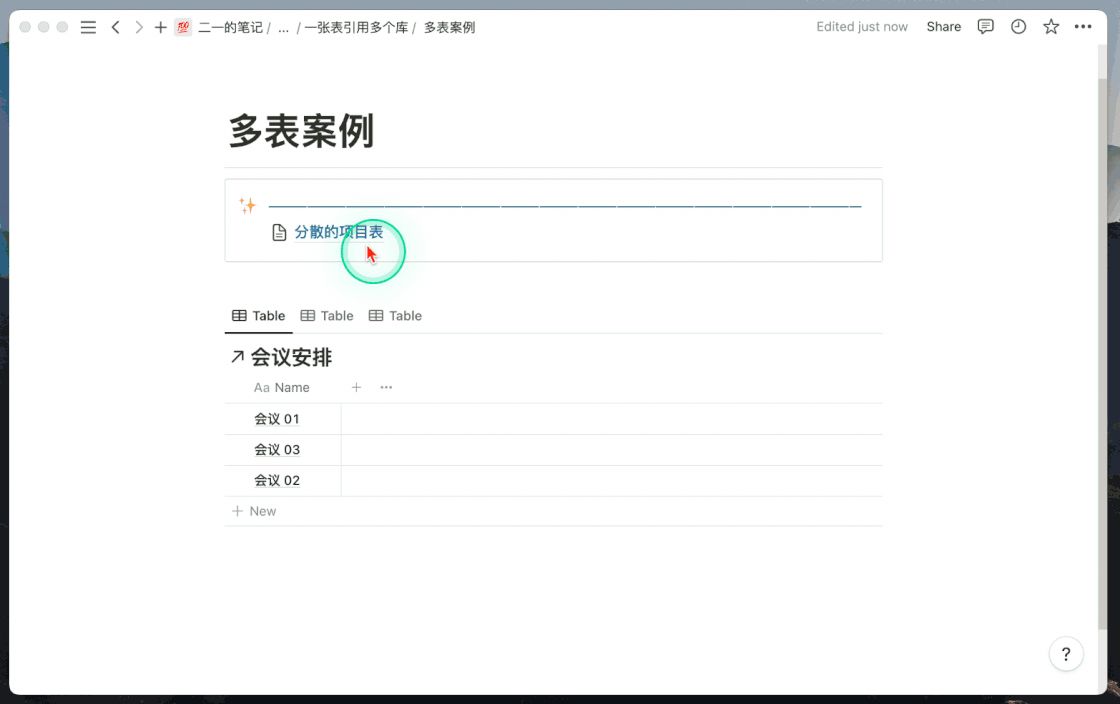 二一的笔记 / ... / 一张表引用多个库 / 多表案例
Edited just now Share
多表案例
分散的项目表
Table Table Table
会议安排
Aa Name
会议 01
会议 03
会议 02
New
?